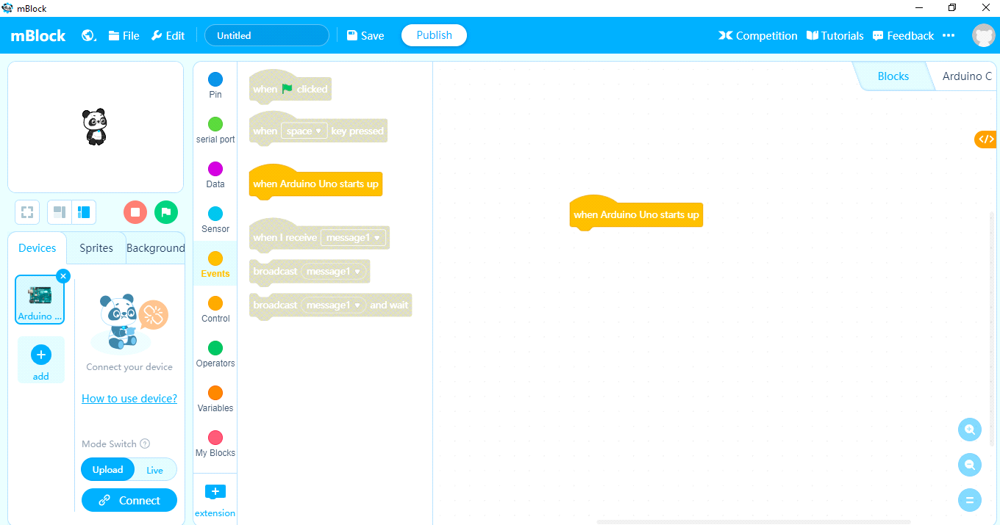 mBlock
mBlock File Edit Untitled Save Publish Competition Tutorials Feedback
Blocks Arduino C
Pin
serial port
Data
Sensor
Events
Control
Operators
Variables
My Blocks
extension
when clicked
when space key pressed
when Arduino Uno starts up
when I receive message1
broadcast message1
broadcast message1 and wait
when Arduino Uno starts up
</>
Devices Sprites Background
Arduino ...
add
Connect your device
How to use device?
Mode Switch ?
Upload Live
Connect